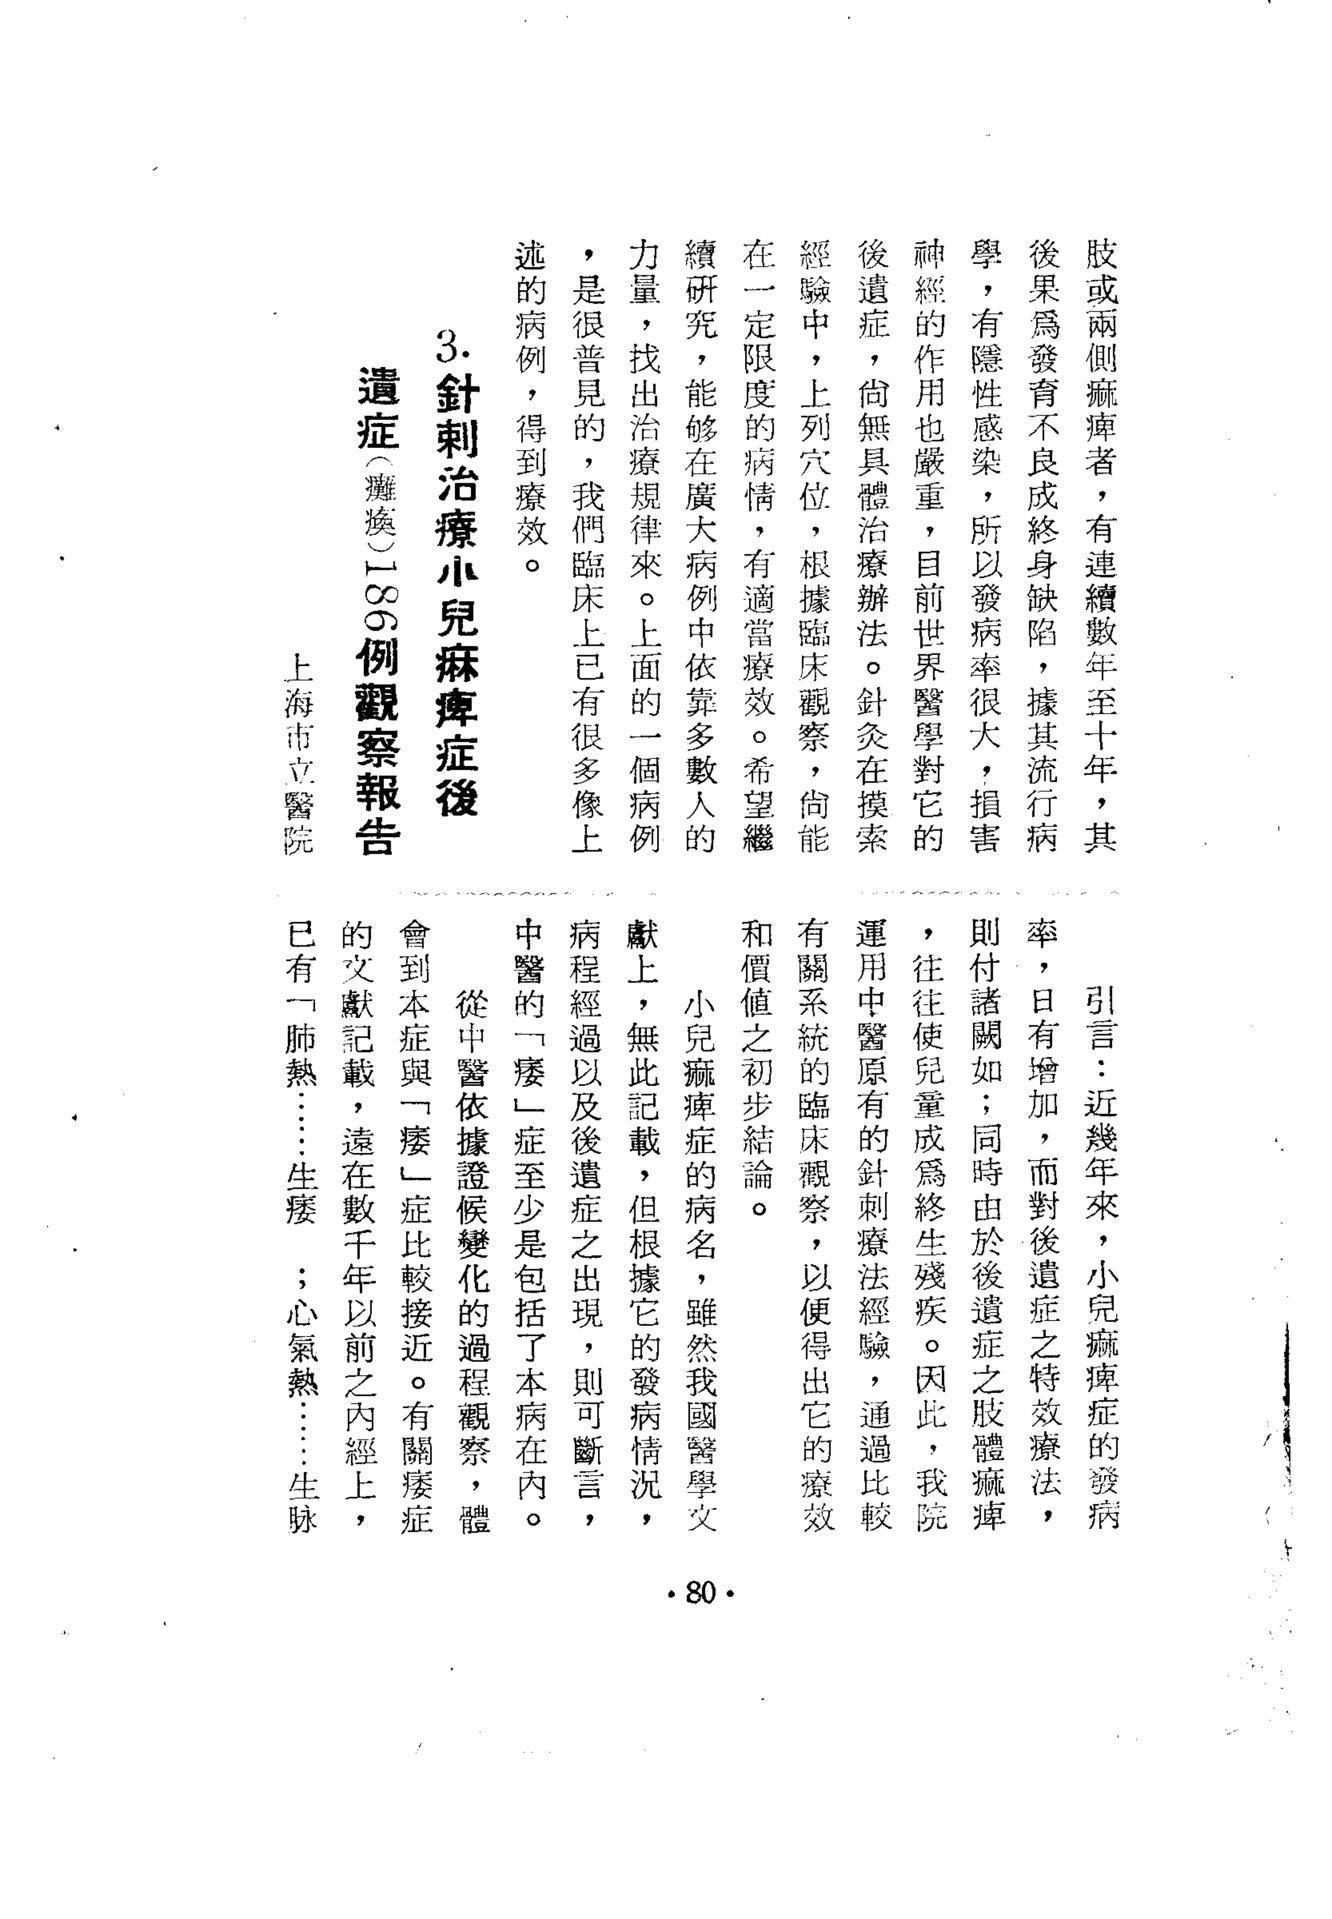 肢或兩側痲痺者，有連續數年至十年，其
後果爲發育不良成終身缺陷，據其流行病
學，有隱性感染，所以發病率很大，損害
神經的作用也嚴重，目前世界醫學對它的
後遺症，尙無具體治療辦法。針灸在摸索
經驗中，上列穴位，根據臨床觀察，尙能
在一定限度的病情，有適當療效。希望繼
續研究，能够在廣大病例中依靠多數人的
力量，找出治療規律來。上面的一個病例
，是很普見的，我們臨床上已有很多像上
述的病例，得到療效。
3.針刺治療小兒痳痺症後
遺症（癱瘓）186例觀察報告
上海市立醫院
引言：近幾年來，小兒痲痺症的發病
率，日有增加，而對後遺症之特效療法，
則付諸闕如；同時由於後遺症之肢體痲痺
，往往使兒童成爲終生殘疾。因此，我院
運用中醫原有的針刺療法經驗，通過比較
有關系統的臨床觀察，以便得出它的療效
和價値之初步結論。
小兒痲痺症的病名，雖然我國醫學文
獻上，無此記載，但根據它的發病情況，
病程經過以及後遺症之出現，則可斷言，
中醫的「痿」症至少是包括了本病在內。
從中醫依據證候變化的過程觀察，體
會到本症與「痿」症比較接近。有關痿症
的文獻記載，遠在數千年以前之內經上，
已有「肺熱……生痿　；心氣熱……生脉
·80·